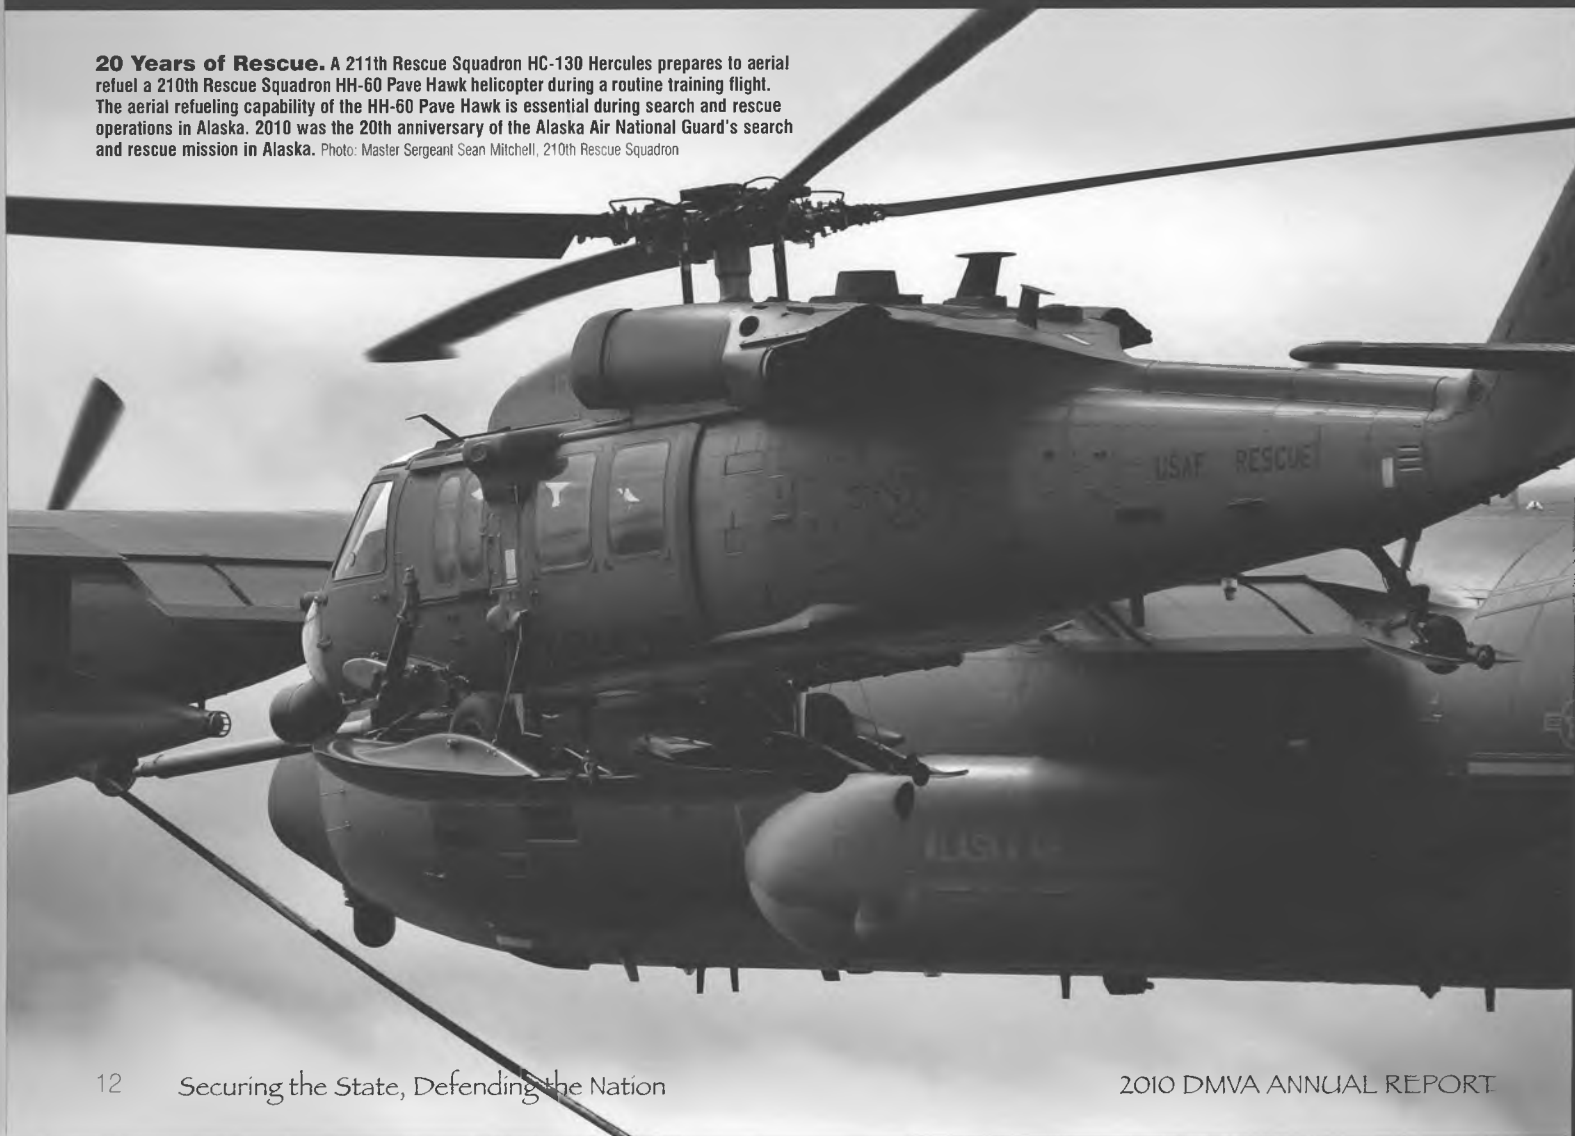 20 Years of Rescue. A 211th Rescue Squadron HC-130 Hercules prepares to aerial
refuel a 210th Rescue Squadron HH-60 Pave Hawk helicopter during a routine training flight.
The aerial refueling capability of the HH-60 Pave Hawk is essential during search and rescue
operations in Alaska. 2010 was the 20th anniversary of the Alaska Air National Guard's search
and rescue mission in Alaska. Photo: Master Sergeant Sean Mitchell, 210th Rescue Squadron
USAF RESCUE
12 Securing the State, Defending the Nation
2010 DMVA ANNUAL REPORT